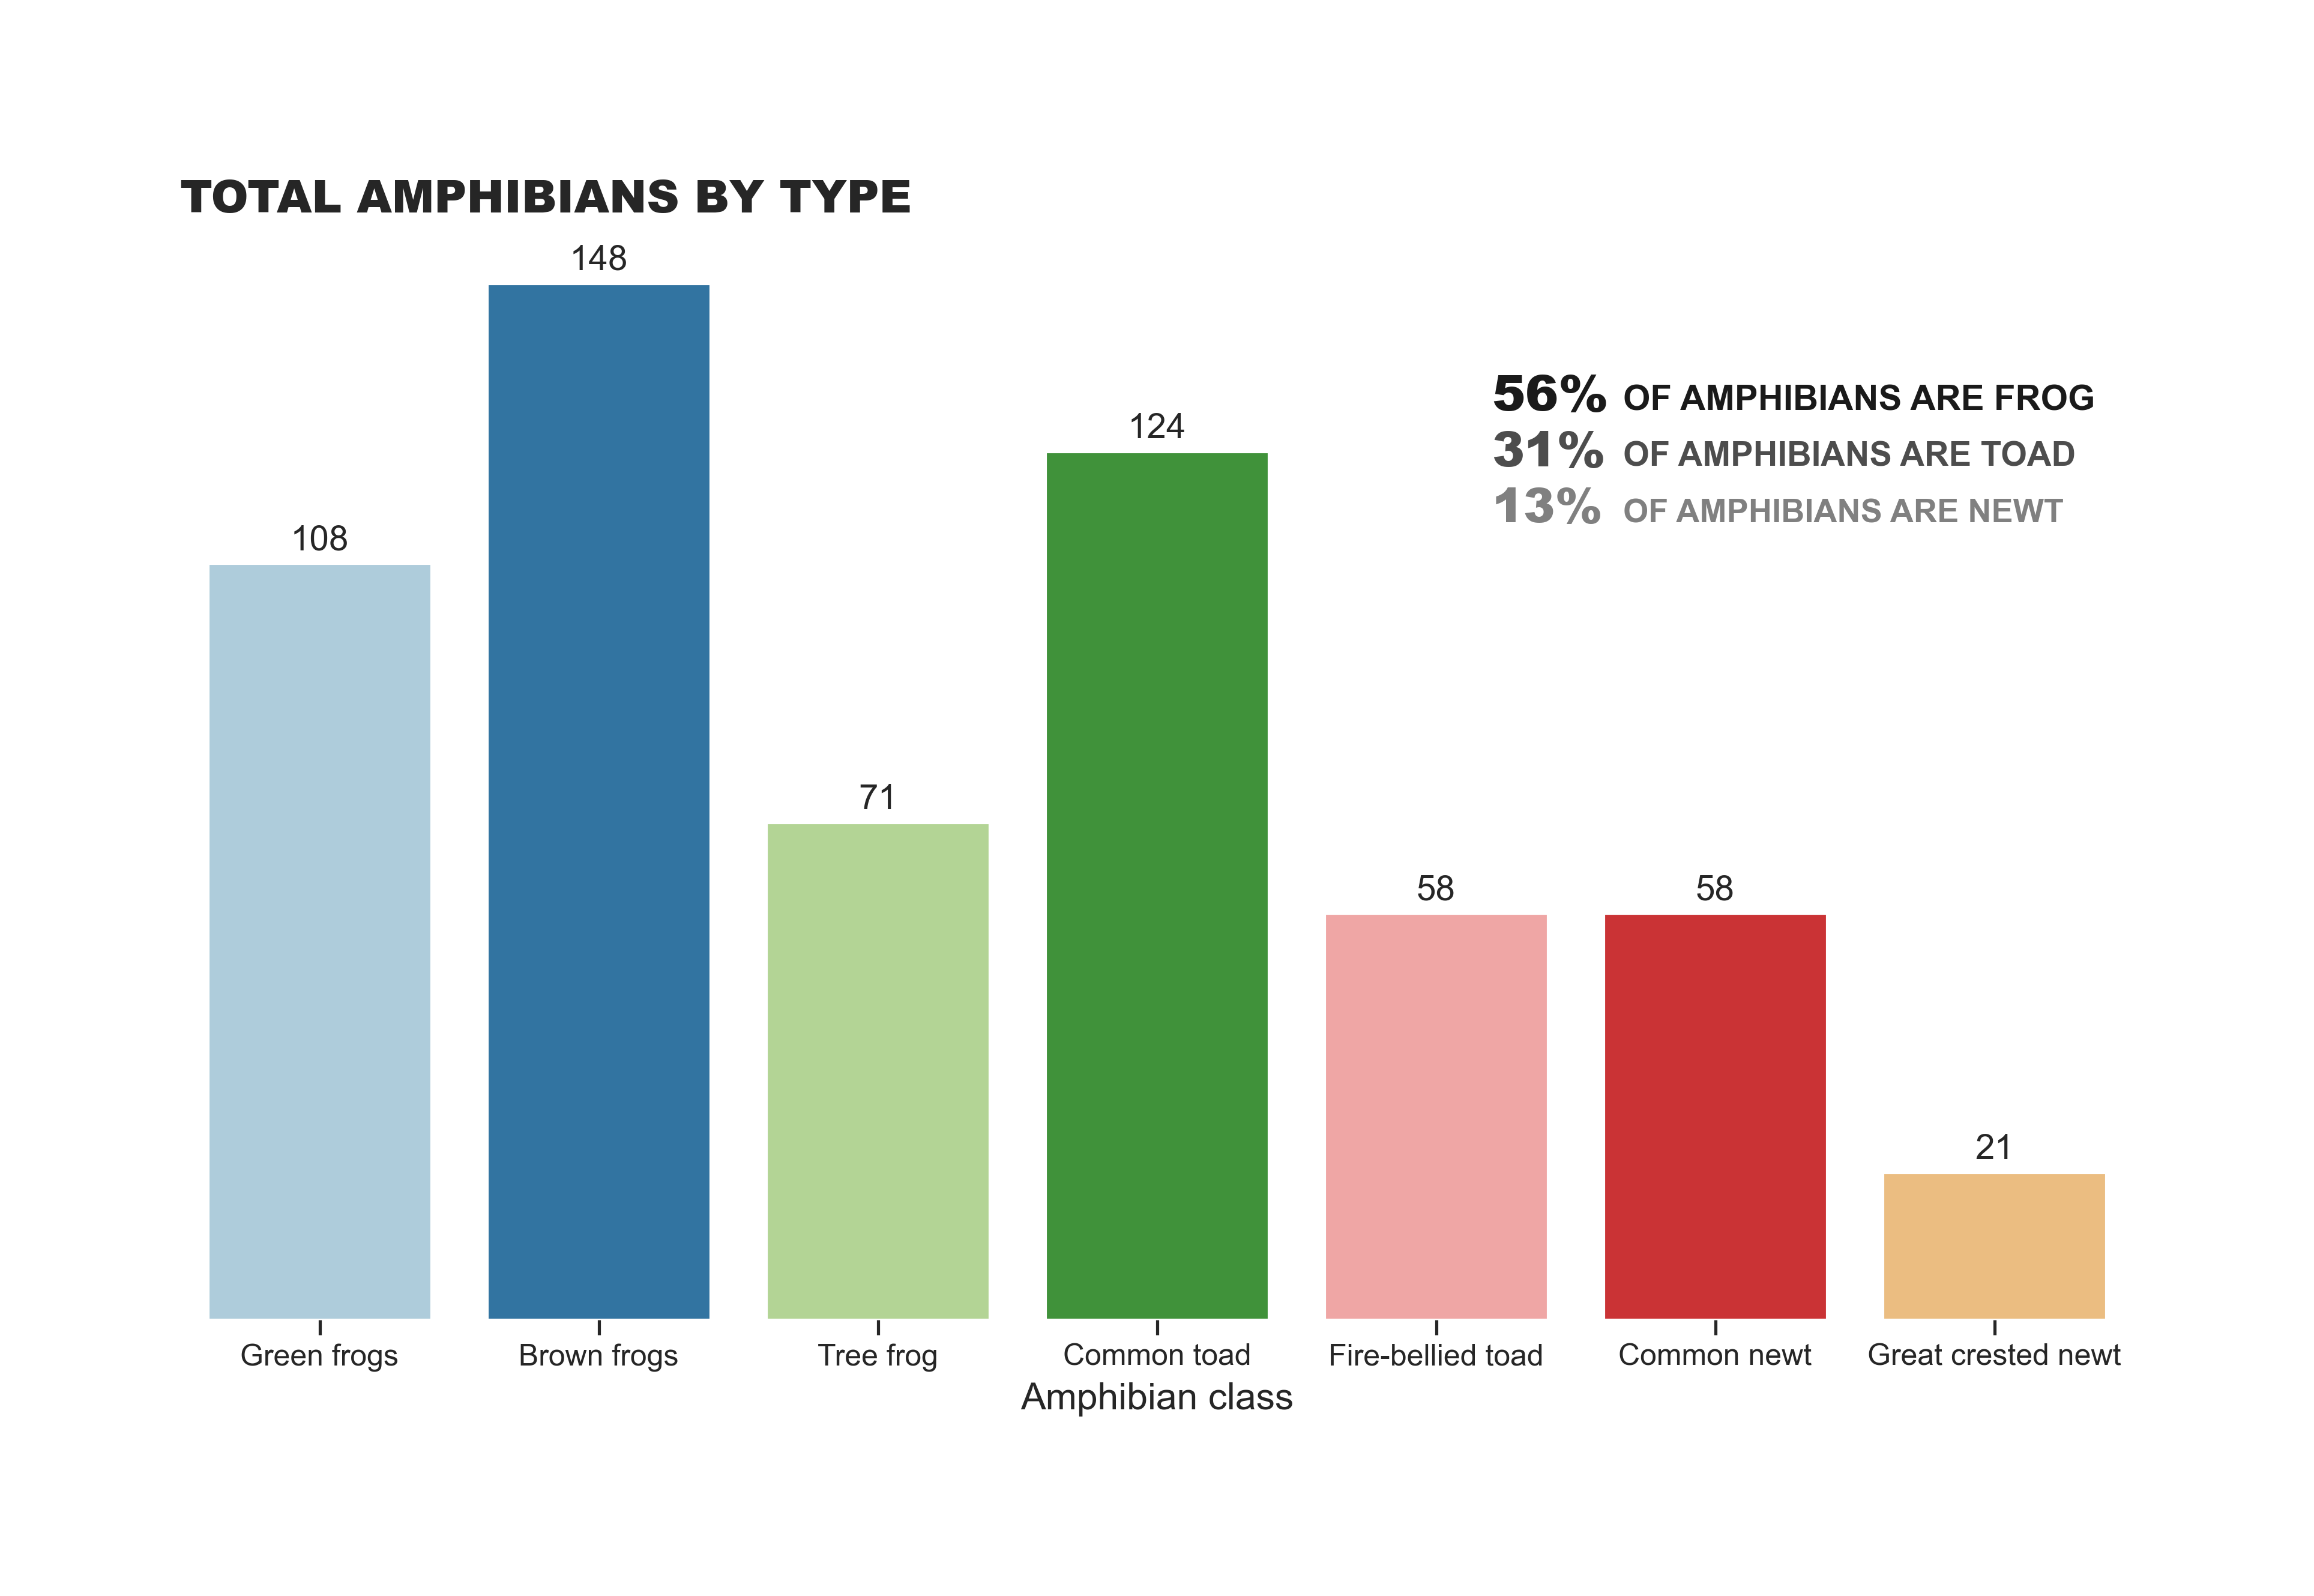 TOTAL AMPHIBIANS BY TYPE
148
124
108
71
58
58
21
56% OF AMPHIBIANS ARE FROG
31% OF AMPHIBIANS ARE TOAD
13% OF AMPHIBIANS ARE NEWT
Green frogs
Brown frogs
Tree frog
Common toad
Fire-bellied toad
Common newt
Great crested newt
Amphibian class